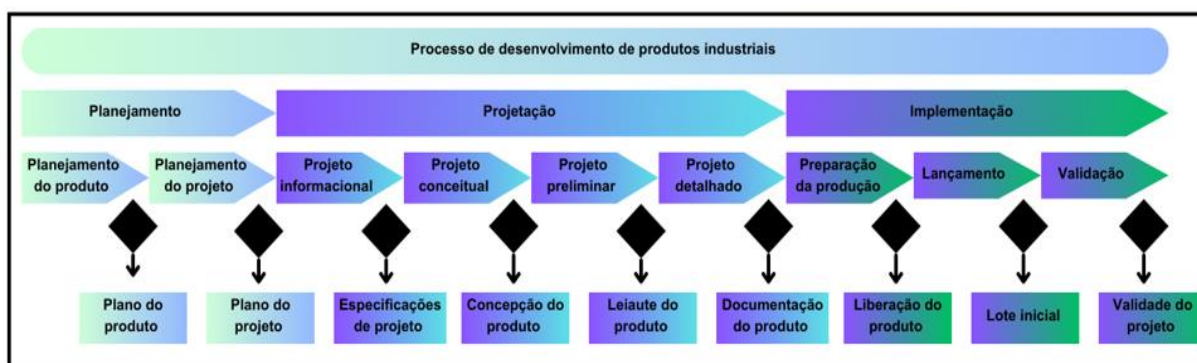 Processo de desenvolvimento de produtos industriais
Planejamento
Projetação
Implementação
Planejamento
do produto
Planejamento
do projeto
Projeto
informacional
Projeto
conceitual
Projeto
preliminar
Projeto
detalhado
Preparação
da produção
Lançamento
Validação
Plano do
produto
Plano do
projeto
Especificações
de projeto
Concepção do
produto
Leiaute do
produto
Documentação
do produto
Liberação do
produto
Lote inicial
Validade do
projeto